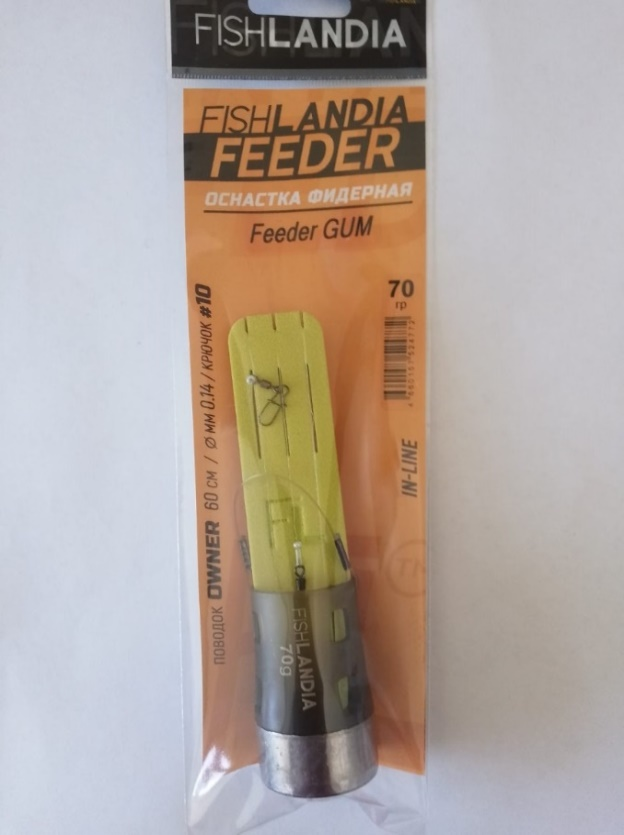 FISHLANDIA
FISHLANDIA
FEEDER
ОСНАСТКА ФИДЕРНАЯ
Feeder GUM
70
гр
IN-LINE
ПОВОДОК OWNER 60 СМ / Ø ММ 0.14 / КРЮЧОК #10
FISHLANDIA
70g
TM